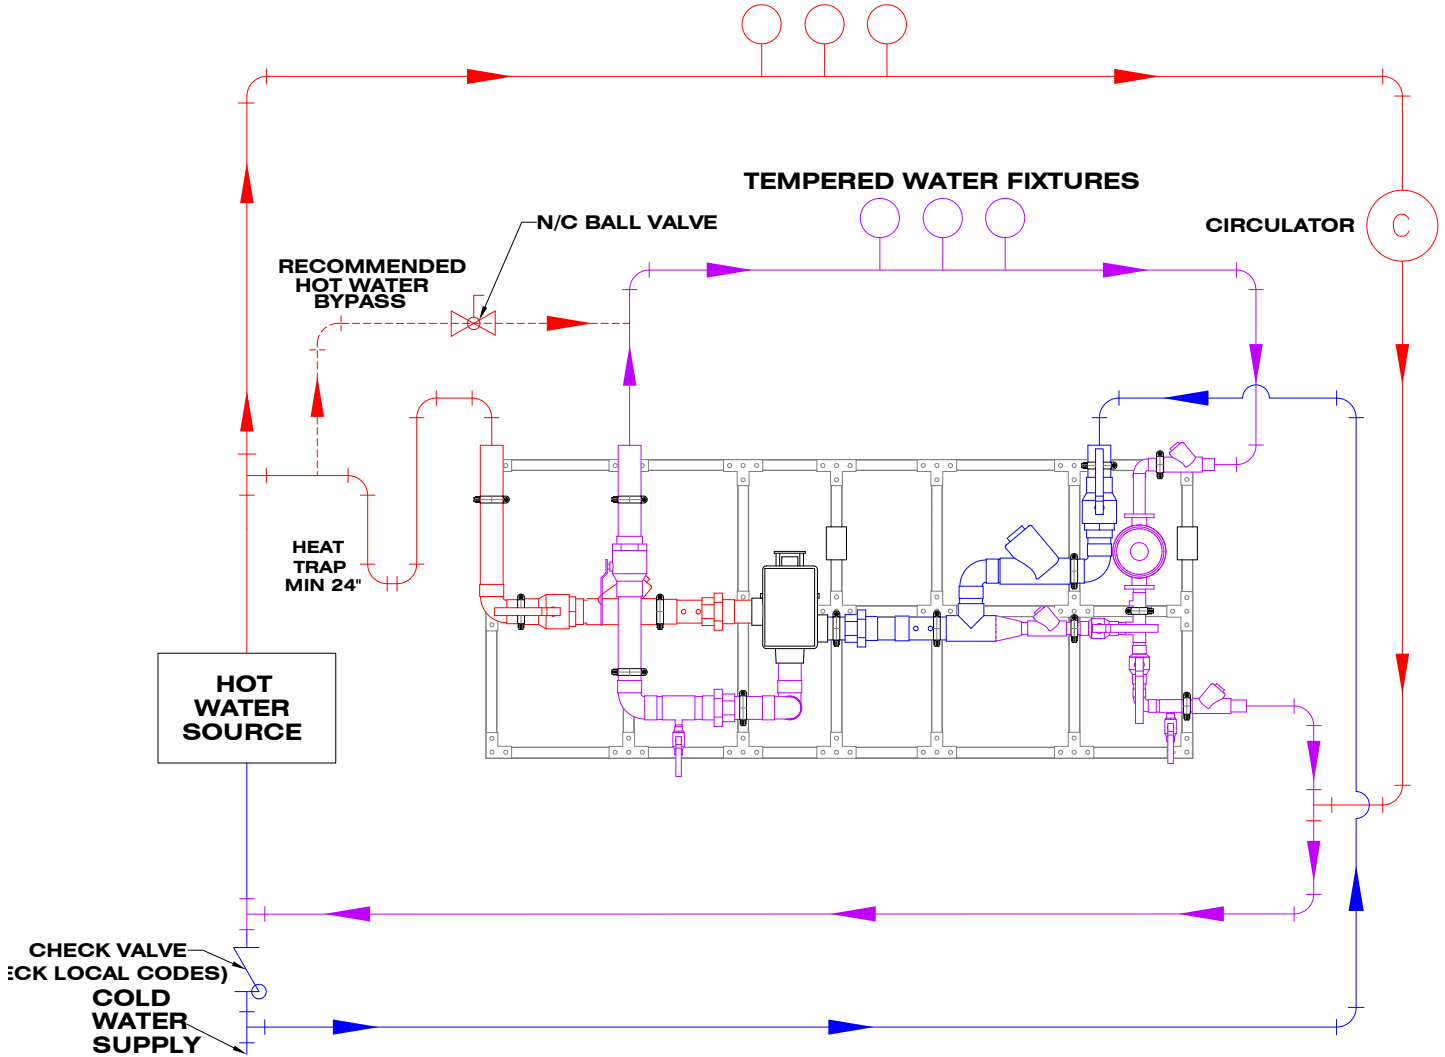 TEMPERED WATER FIXTURES
N/C BALL VALVE
CIRCULATOR
C
RECOMMENDED
HOT WATER
BYPASS
HEAT
TRAP
MIN 24"
HOT
WATER
SOURCE
CHECK VALVE
ECK LOCAL CODES)
COLD
WATER
SUPPLY